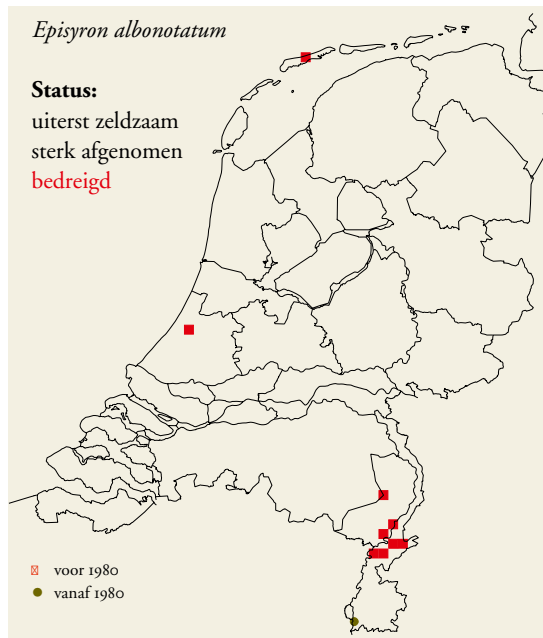 Episyron albonotatum
Status:
uiterst zeldzaam
sterk afgenomen
bedreigd
voor 1980
vanaf 1980